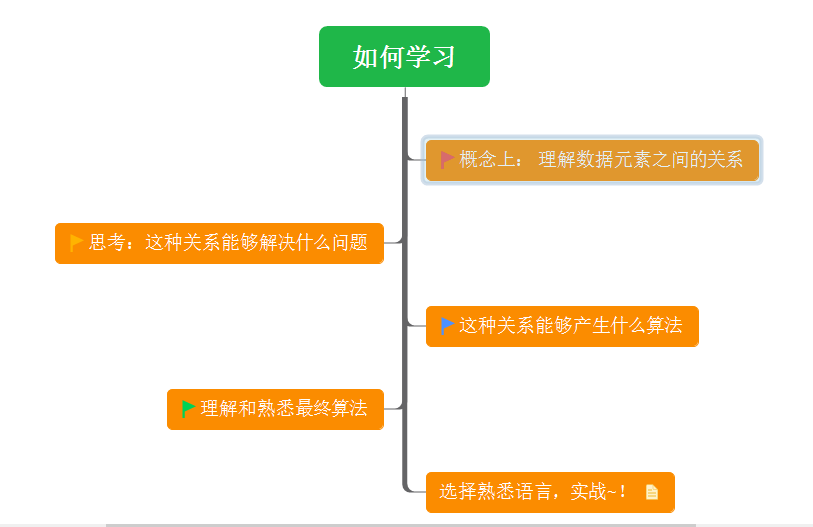 如何学习
概念上： 理解数据元素之间的关系
思考：这种关系能够解决什么问题
这种关系能够产生什么算法
理解和熟悉最终算法
选择熟悉语言，实战~！